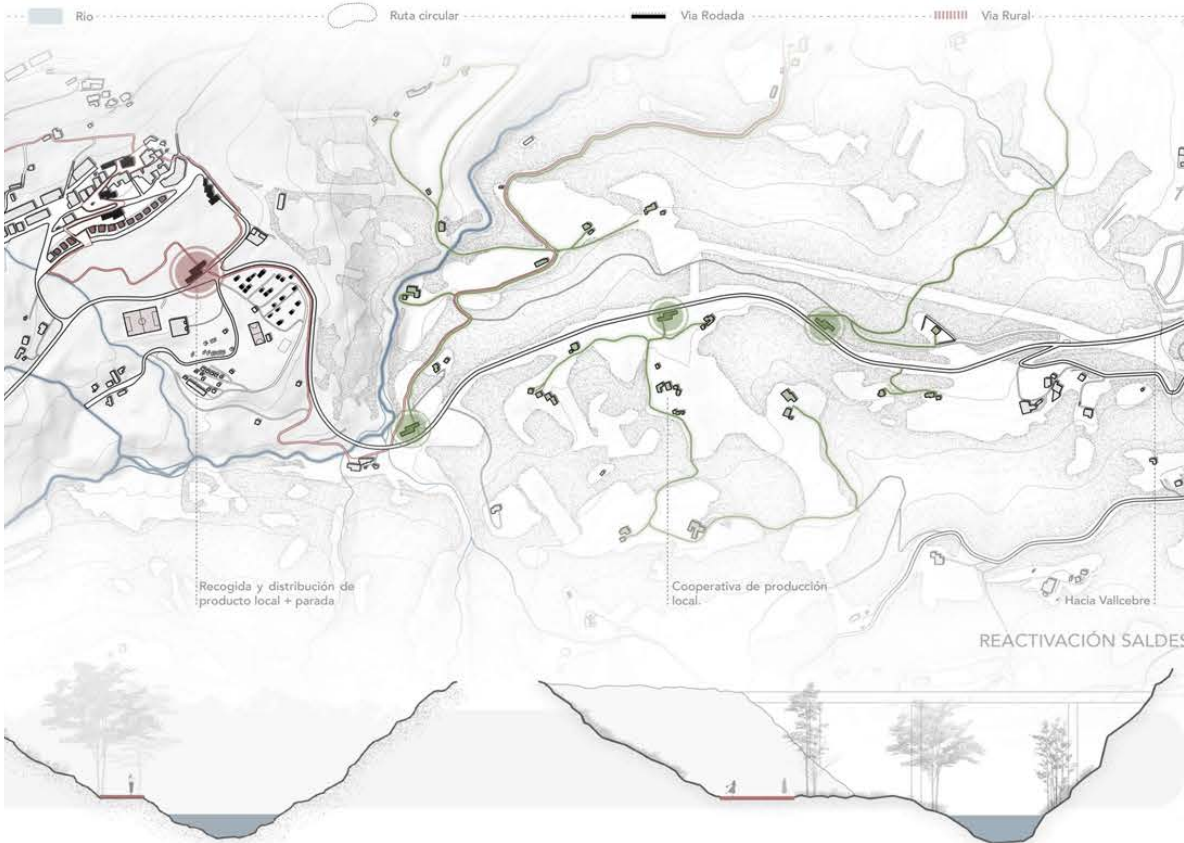 Rio
Ruta circular
Via Rodada
Via Rural
Recogida y distribución de
producto local + parada
Cooperativa de producción
local.
Hacia Vallcebre
REACTIVACIÓN SALDES